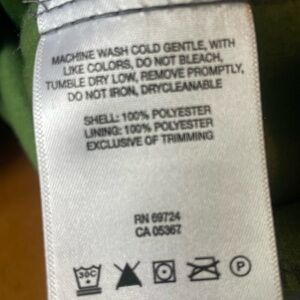 MACHINE WASH COLD GENTLE, WITH
LIKE COLORS, DO NOT BLEACH,
TUMBLE DRY LOW, REMOVE PROMPTLY,
DO NOT IRON, DRYCLEANABLE
SHELL: 100% POLYESTER
LINING: 100% POLYESTER
EXCLUSIVE OF TRIMMING
RN 69724
CA 05367
30C
P